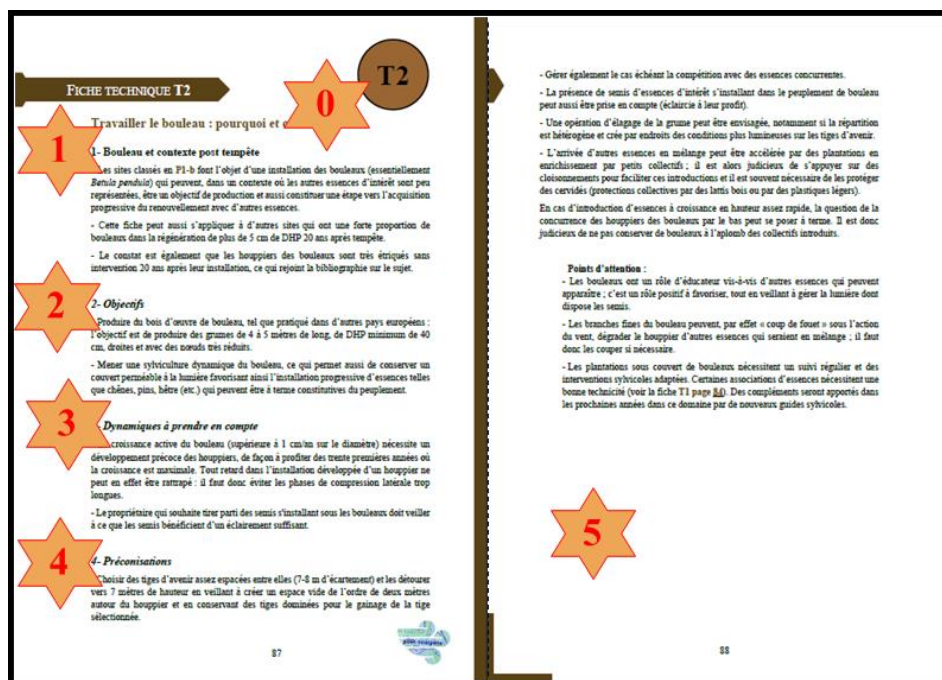 T2
FICHE TECHNIQUE T2
0
Travailler le bouleau : pourquoi et
1
1- Bouleau et contexte post tempête
Les sites classés en P1-b font l'objet d'une installation des bouleaux (essentiellement
Betula pendula) qui peuvent, dans un contexte où les autres essences d'intérêt sont peu
représentées, être un objectif de production et aussi constituer une étape vers l'acquisition
progressive du renouvellement avec d'autres essences.
- Cette fiche peut aussi s'appliquer à d'autres sites qui ont une forte proportion de
bouleaux dans la régénération de plus de 5 cm de DHP 20 ans après tempête.
- Le constat est également que les houppiers des bouleaux sont très étriqués sans
intervention 20 ans après leur installation, ce qui rejoint la bibliographie sur le sujet.
2
2- Objectifs
Produire du bois d'œuvre de bouleau, tel que pratiqué dans d'autres pays européens :
l'objectif est de produire des grumes de 4 à 5 mètres de long, de DHP minimum de 40
cm, droites et avec des nœuds très réduits.
- Mener une sylviculture dynamique du bouleau, ce qui permet aussi de conserver un
couvert perméable à la lumière favorisant ainsi l'installation progressive d'essences telles
que chênes, pins, hêtre (etc.) qui peuvent être à terme constitutives du peuplement.
3
Dynamiques à prendre en compte
croissance active du bouleau (supérieure à 1 cm/an sur le diamètre) nécessite un
développement précoce des houppiers, de façon à profiter des trente premières années où
la croissance est maximale. Tout retard dans l'installation développée d'un houppier ne
peut en effet être rattrapé : il faut donc éviter les phases de compression latérale trop
longues.
- Le propriétaire qui souhaite tirer parti des semis s'installant sous les bouleaux doit veiller
à ce que les semis bénéficient d'un éclairement suffisant.
4
4- Préconisations
Choisir des tiges d'avenir assez espacées entre elles (7-8 m d'écartement) et les détourer
vers 7 mètres de hauteur en veillant à créer un espace vide de l'ordre de deux mètres
autour du houppier et en conservant des tiges dominées pour le gainage de la tige
sélectionnée.
87
- Gérer également le cas échéant la compétition avec des essences concurrentes.
- La présence de semis d'essences d'intérêt s'installant dans le peuplement de bouleau
peut aussi être prise en compte (éclaircie à leur profit).
- Une opération d'élagage de la grume peut être envisagée, notamment si la répartition
est hétérogène et crée par endroits des conditions plus lumineuses sur les tiges d'avenir.
- L'arrivée d'autres essences en mélange peut être accélérée par des plantations en
enrichissement par petits collectifs ; il est alors judicieux de s'appuyer sur des
cloisonnements pour faciliter ces introductions et il est souvent nécessaire de les protéger
des cervidés (protections collectives par des lattis bois ou par des plastiques légers).
En cas d'introduction d'essences à croissance en hauteur assez rapide, la question de la
concurrence des houppiers des bouleaux par le bas peut se poser à terme. Il est donc
judicieux de ne pas conserver de bouleaux à l'aplomb des collectifs introduits.
Points d'attention :
- Les bouleaux ont un rôle d'éducateur vis-à-vis d'autres essences qui peuvent
apparaître ; c'est un rôle positif à favoriser, tout en veillant à gérer la lumière dont
dispose les semis.
- Les branches fines du bouleau peuvent, par effet « coup de fouet » sous l'action
du vent, dégrader le houppier d'autres essences qui seraient en mélange ; il faut
donc les couper si nécessaire.
- Les plantations sous couvert de bouleaux nécessitent un suivi régulier et des
interventions sylvicoles adaptées. Certaines associations d'essences nécessitent une
bonne technicité (voir la fiche T1 page 84). Des compléments seront apportés dans
les prochaines années dans ce domaine par de nouveaux guides sylvicoles.
5
88